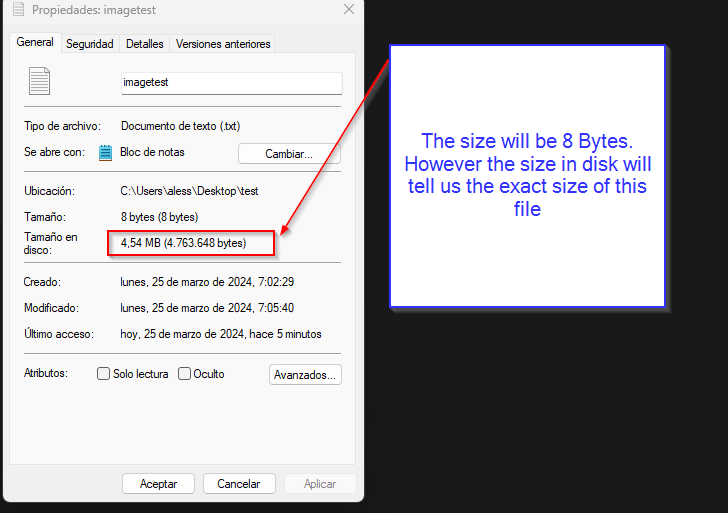 Propiedades: imagetest
General
Seguridad
Detalles
Versiones anteriores
imagetest
Tipo de archivo: Documento de texto (.txt)
Se abre con: Bloc de notas Cambiar...
Ubicación: C:\Users\aless\Desktop\test
Tamaño: 8 bytes (8 bytes)
Tamaño en
disco: 4,54 MB (4.763.648 bytes)
Creado: lunes, 25 de marzo de 2024, 7:02:29
Modificado: lunes, 25 de marzo de 2024, 7:05:40
Último acceso: hoy, 25 de marzo de 2024, hace 5 minutos
Atributos: Solo lectura Oculto Avanzados...
Aceptar Cancelar Aplicar
The size will be 8 Bytes.
However the size in disk will
tell us the exact size of this
file